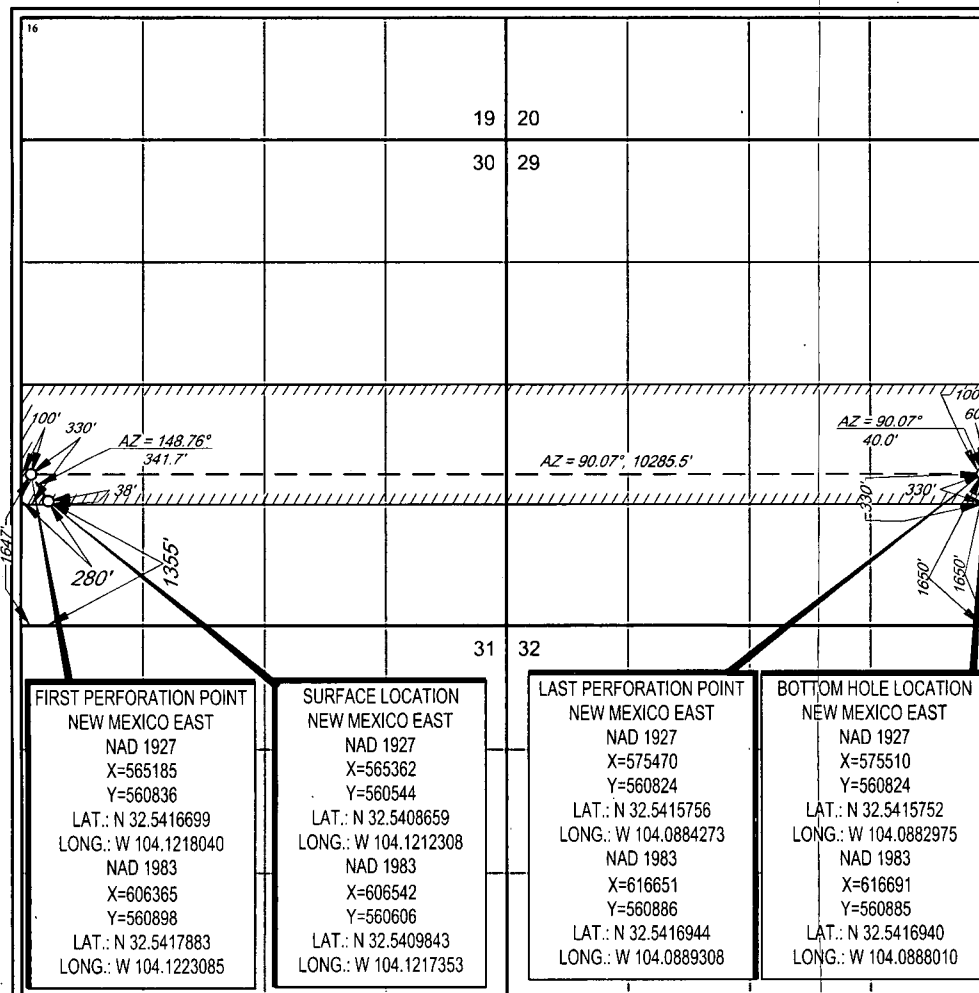 16
19 20
30 29
100'
330'
AZ = 148.76°
341.7'
38'
AZ = 90.07°, 10285.5'
AZ = 90.07°
40.0'
100'
60
330'
330'
1647'
280'
1355'
1650'
1650'
31 32
FIRST PERFORATION POINT
NEW MEXICO EAST
NAD 1927
X=565185
Y=560836
LAT.: N 32.5416699
LONG.: W 104.1218040
NAD 1983
X=606365
Y=560898
LAT.: N 32.5417883
LONG.: W 104.1223085
SURFACE LOCATION
NEW MEXICO EAST
NAD 1927
X=565362
Y=560544
LAT.: N 32.5408659
LONG.: W 104.1212308
NAD 1983
X=606542
Y=560606
LAT.: N 32.5409843
LONG.: W 104.1217353
LAST PERFORATION POINT
NEW MEXICO EAST
NAD 1927
X=575470
Y=560824
LAT.: N 32.5415756
LONG.: W 104.0884273
NAD 1983
X=616651
Y=560886
LAT.: N 32.5416944
LONG.: W 104.0889308
BOTTOM HOLE LOCATION
NEW MEXICO EAST
NAD 1927
X=575510
Y=560824
LAT.: N 32.5415752
LONG.: W 104.0882975
NAD 1983
X=616691
Y=560885
LAT.: N 32.5416940
LONG.: W 104.0888010